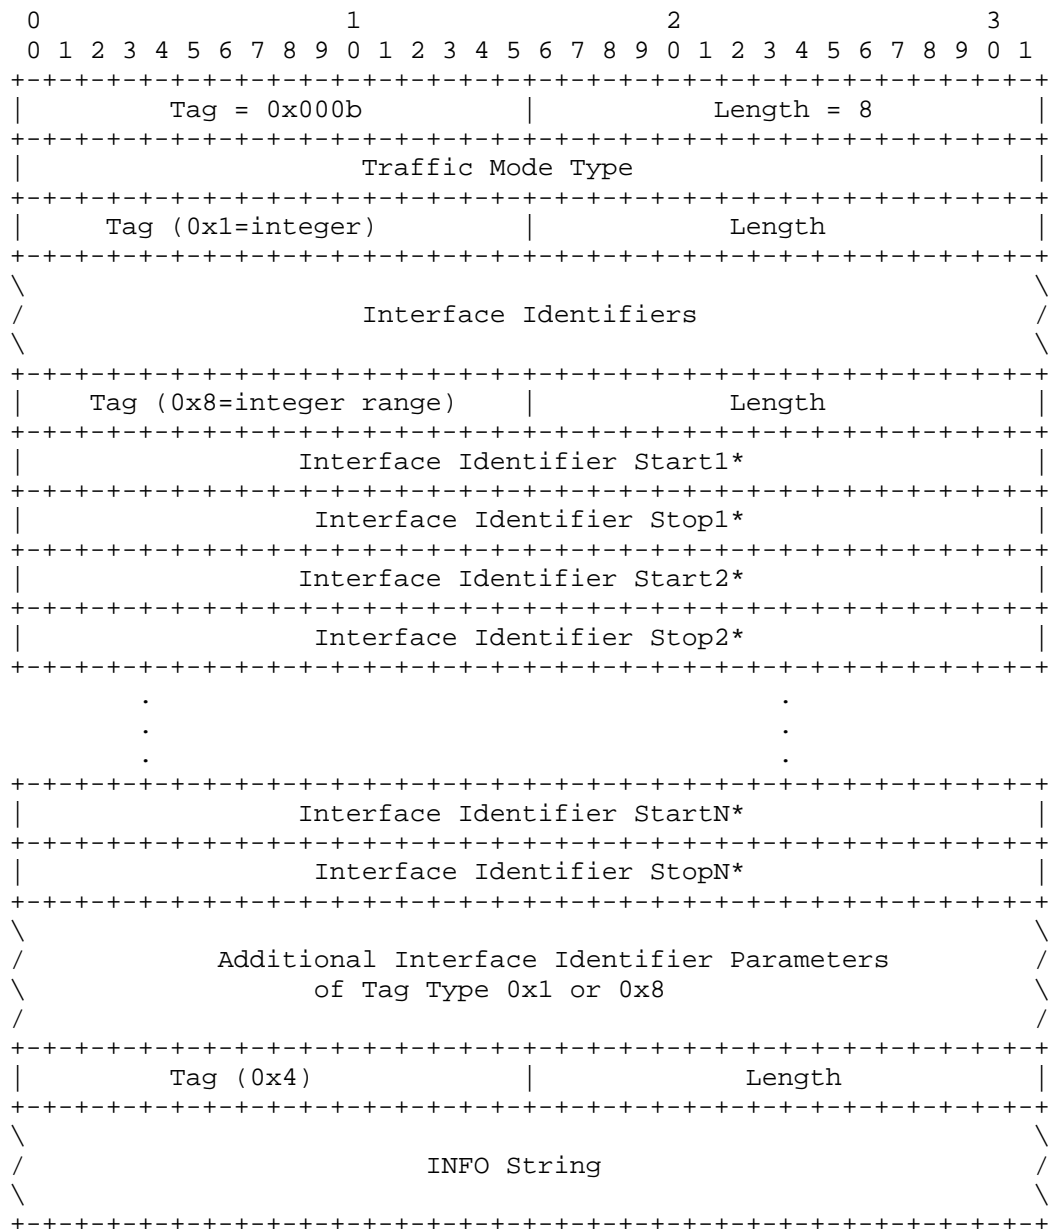 0                   1                   2                   3
 0 1 2 3 4 5 6 7 8 9 0 1 2 3 4 5 6 7 8 9 0 1 2 3 4 5 6 7 8 9 0 1
+-+-+-+-+-+-+-+-+-+-+-+-+-+-+-+-+-+-+-+-+-+-+-+-+-+-+-+-+-+-+-+-+
|         Tag = 0x000b          |           Length = 8          |
+-+-+-+-+-+-+-+-+-+-+-+-+-+-+-+-+-+-+-+-+-+-+-+-+-+-+-+-+-+-+-+-+
|                     Traffic Mode Type                         |
+-+-+-+-+-+-+-+-+-+-+-+-+-+-+-+-+-+-+-+-+-+-+-+-+-+-+-+-+-+-+-+-+
|     Tag (0x1=integer)         |            Length             |
+-+-+-+-+-+-+-+-+-+-+-+-+-+-+-+-+-+-+-+-+-+-+-+-+-+-+-+-+-+-+-+-+
\                                                               \
/                     Interface Identifiers                     /
\                                                               \
+-+-+-+-+-+-+-+-+-+-+-+-+-+-+-+-+-+-+-+-+-+-+-+-+-+-+-+-+-+-+-+-+
|    Tag (0x8=integer range)    |            Length             |
+-+-+-+-+-+-+-+-+-+-+-+-+-+-+-+-+-+-+-+-+-+-+-+-+-+-+-+-+-+-+-+-+
|                 Interface Identifier Start1*                  |
+-+-+-+-+-+-+-+-+-+-+-+-+-+-+-+-+-+-+-+-+-+-+-+-+-+-+-+-+-+-+-+-+
|                  Interface Identifier Stop1*                  |
+-+-+-+-+-+-+-+-+-+-+-+-+-+-+-+-+-+-+-+-+-+-+-+-+-+-+-+-+-+-+-+-+
|                 Interface Identifier Start2*                  |
+-+-+-+-+-+-+-+-+-+-+-+-+-+-+-+-+-+-+-+-+-+-+-+-+-+-+-+-+-+-+-+-+
|                  Interface Identifier Stop2*                  |
+-+-+-+-+-+-+-+-+-+-+-+-+-+-+-+-+-+-+-+-+-+-+-+-+-+-+-+-+-+-+-+-+
        .                                       .
        .                                       .
        .                                       .
+-+-+-+-+-+-+-+-+-+-+-+-+-+-+-+-+-+-+-+-+-+-+-+-+-+-+-+-+-+-+-+-+
|                 Interface Identifier StartN*                  |
+-+-+-+-+-+-+-+-+-+-+-+-+-+-+-+-+-+-+-+-+-+-+-+-+-+-+-+-+-+-+-+-+
|                  Interface Identifier StopN*                  |
+-+-+-+-+-+-+-+-+-+-+-+-+-+-+-+-+-+-+-+-+-+-+-+-+-+-+-+-+-+-+-+-+
\                                                               \
/            Additional Interface Identifier Parameters         /
\                  of Tag Type 0x1 or 0x8                       \
/                                                               /
+-+-+-+-+-+-+-+-+-+-+-+-+-+-+-+-+-+-+-+-+-+-+-+-+-+-+-+-+-+-+-+-+
|         Tag (0x4)             |             Length            |
+-+-+-+-+-+-+-+-+-+-+-+-+-+-+-+-+-+-+-+-+-+-+-+-+-+-+-+-+-+-+-+-+
\                                                               \
/                         INFO String                           /
\                                                               \
+-+-+-+-+-+-+-+-+-+-+-+-+-+-+-+-+-+-+-+-+-+-+-+-+-+-+-+-+-+-+-+-+